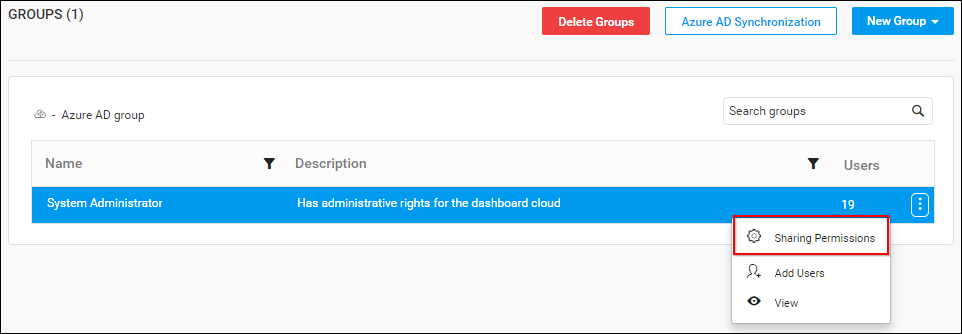 GROUPS (1)
Delete Groups
Azure AD Synchronization
New Group
- Azure AD group
Search groups
Name
Description
Users
System Administrator
Has administrative rights for the dashboard cloud
19
Sharing Permissions
Add Users
View